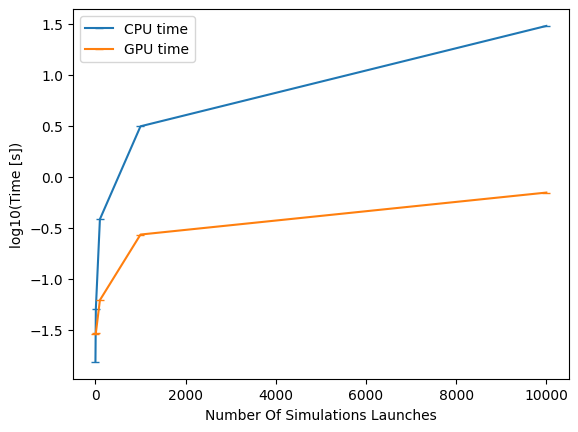 CPU time
GPU time
1.5
1.0
0.5
0.0
−0.5
−1.0
−1.5
log10(Time [s])
0 2000 4000 6000 8000 10000
Number Of Simulations Launches